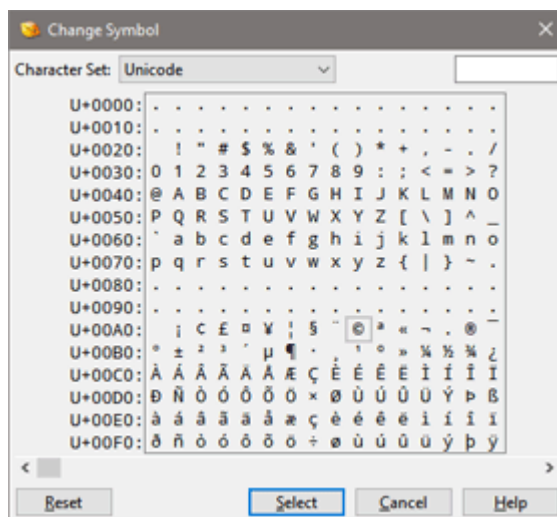 Change Symbol
Character Set: Unicode
U+0000: . . . . . . . . . . . . . . . .
U+0010: . . . . . . . . . . . . . . . .
U+0020: ! " # $ % & ' ( ) * + , - . /
U+0030: 0 1 2 3 4 5 6 7 8 9 : ; < = > ?
U+0040: @ A B C D E F G H I J K L M N O
U+0050: P Q R S T U V W X Y Z [ \ ] ^ _
U+0060: ` a b c d e f g h i j k l m n o
U+0070: p q r s t u v w x y z { | } ~ .
U+0080: . . . . . . . . . . . . . . . .
U+0090: . . . . . . . . . . . . . . . .
U+00A0: ¡ ¢ £ ¤ ¥ ¦ § ¨ © ª « ¬ . ® ¯
U+00B0: ° ± ² ³ ´ µ ¶ · ¸ ¹ º » ¼ ½ ¾ ¿
U+00C0: À Á Â Ã Ä Å Æ Ç È É Ê Ë Ì Í Î Ï
U+00D0: Ð Ñ Ò Ó Ô Õ Ö × Ø Ù Ú Û Ü Ý Þ ß
U+00E0: à á â ã ä å æ ç è é ê ë ì í î ï
U+00F0: ð ñ ò ó ô õ ö ÷ ø ù ú û ü ý þ ÿ
Reset Select Cancel Help